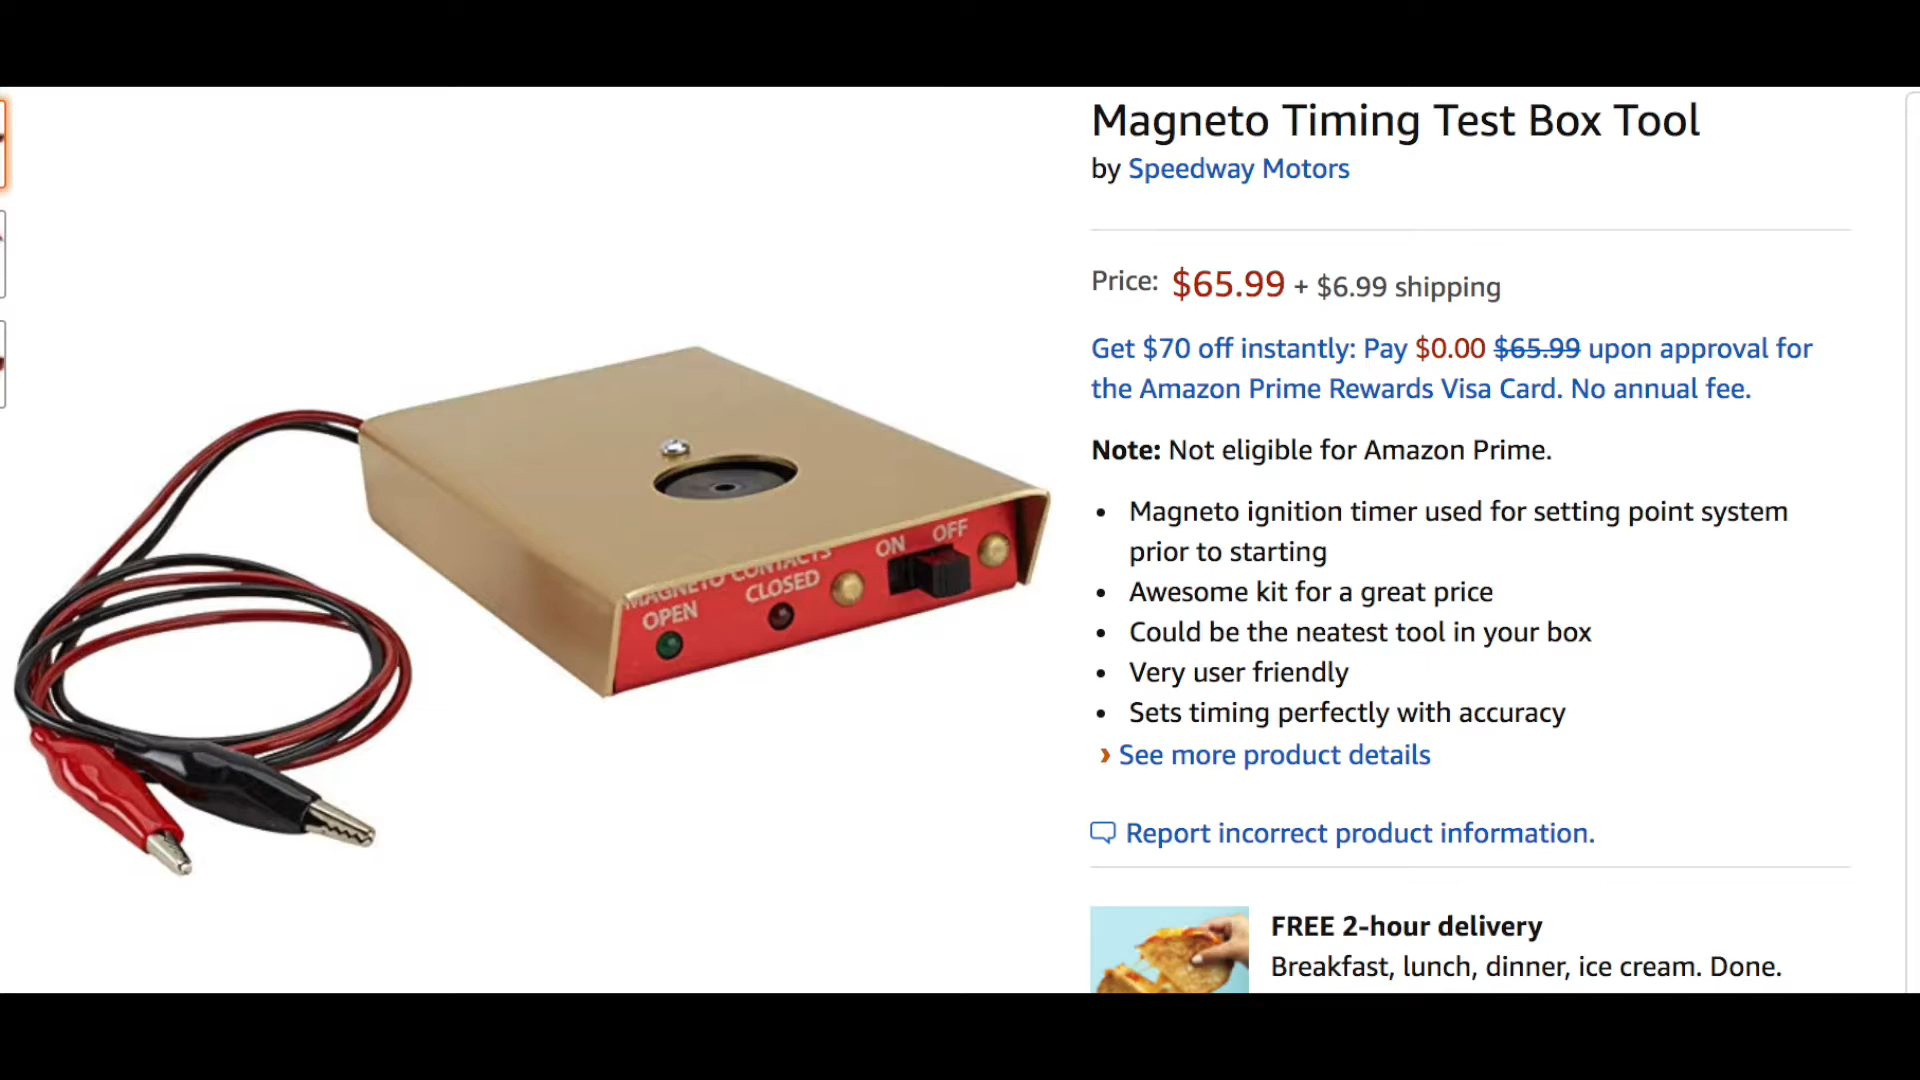 Magneto Timing Test Box Tool
by Speedway Motors
Price: $65.99 + $6.99 shipping
Get $70 off instantly: Pay $0.00 $65.99 upon approval for
the Amazon Prime Rewards Visa Card. No annual fee.
Note: Not eligible for Amazon Prime.
• Magneto ignition timer used for setting point system
prior to starting
• Awesome kit for a great price
• Could be the neatest tool in your box
• Very user friendly
• Sets timing perfectly with accuracy
› See more product details
Report incorrect product information.
FREE 2-hour delivery
Breakfast, lunch, dinner, ice cream. Done.
MAGNETO CONTACTS
OPEN CLOSED
ON OFF